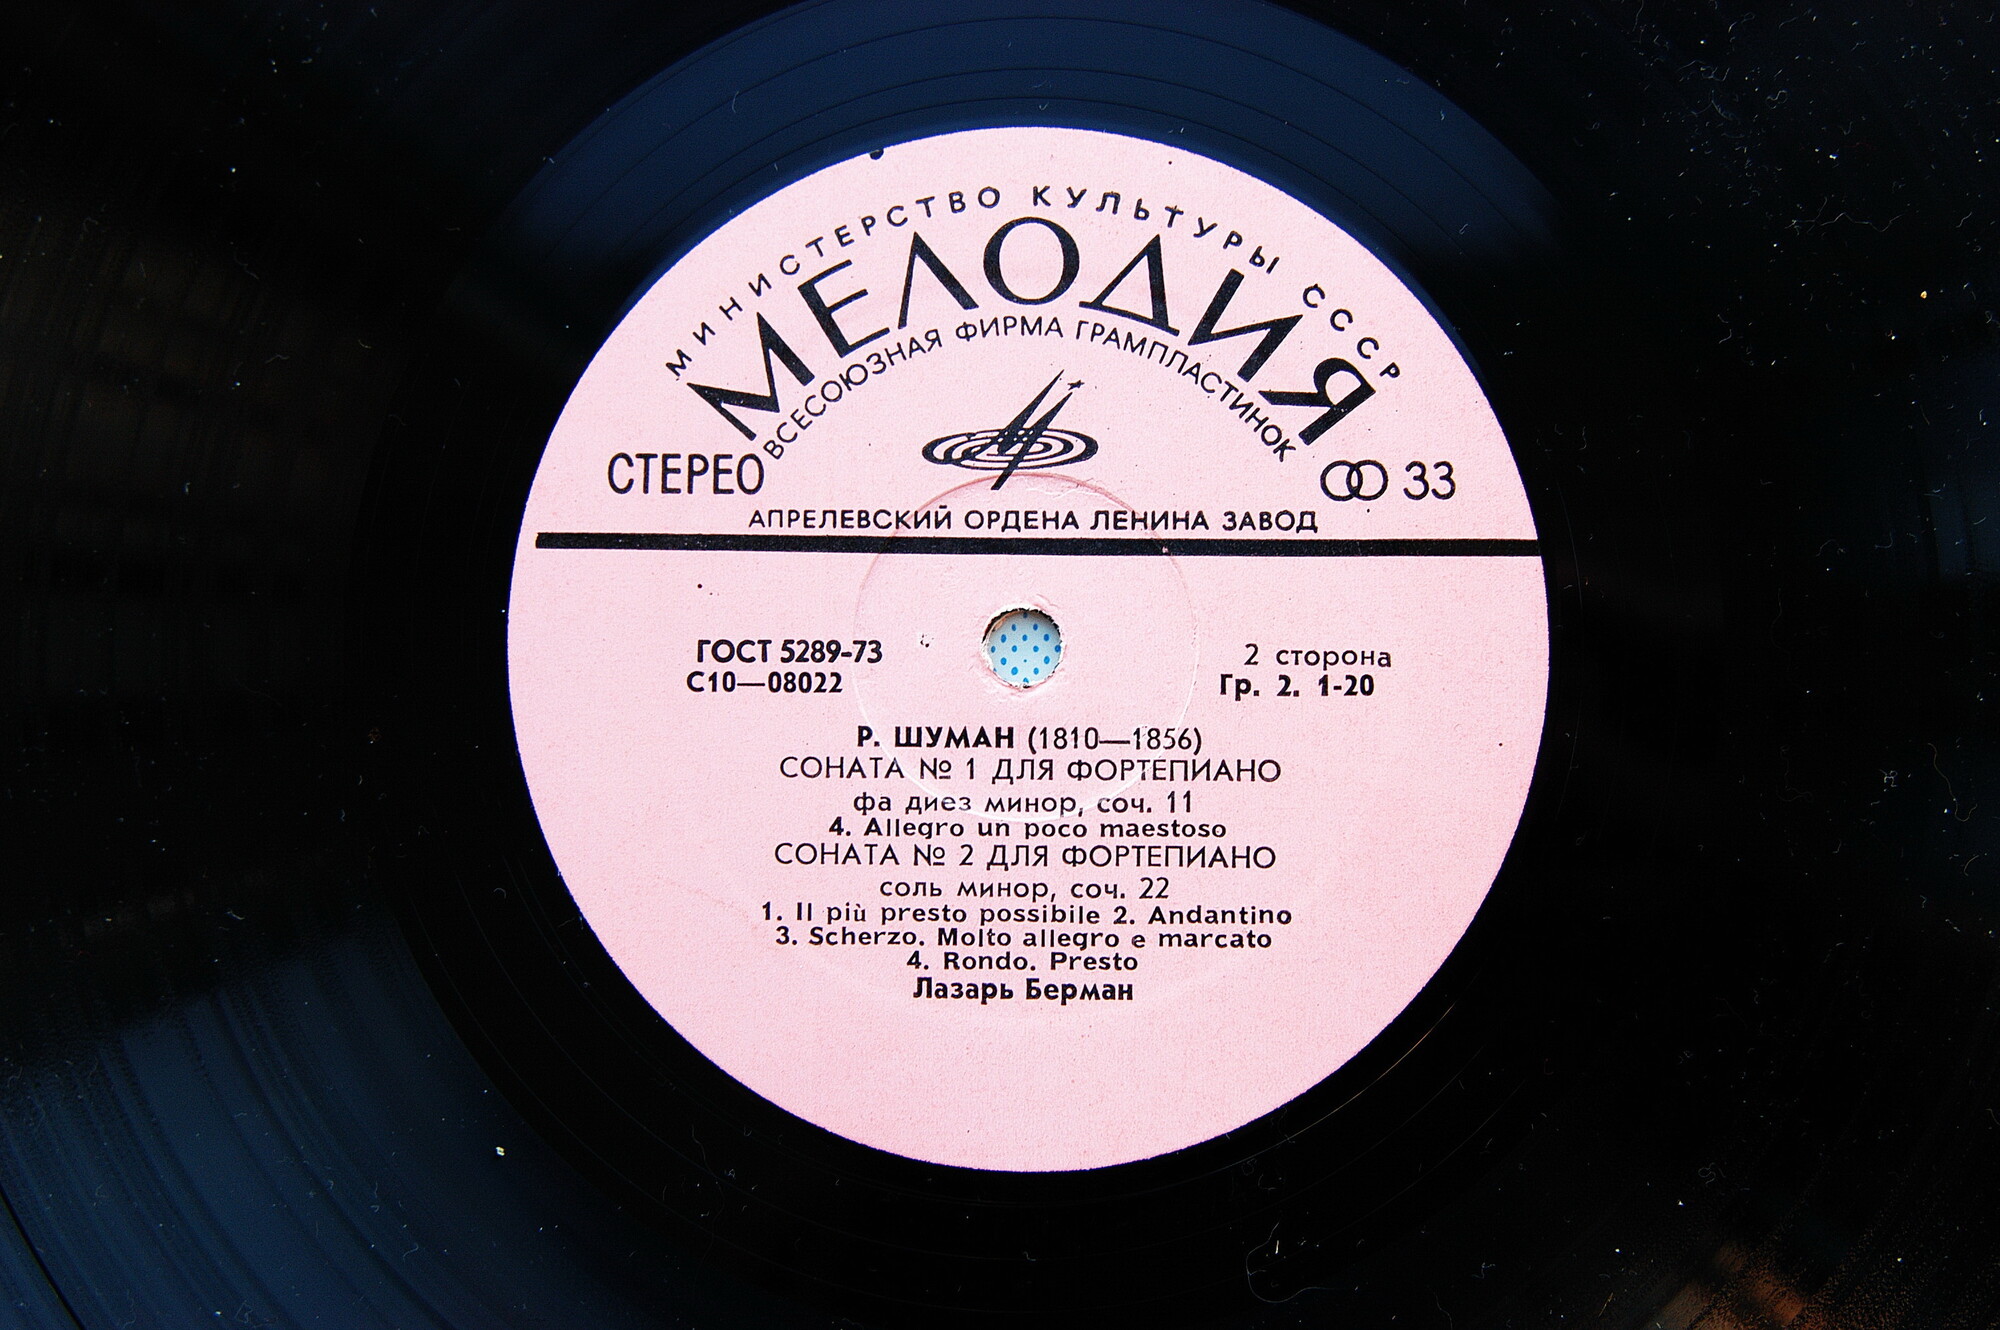 МИНИСТЕРСТВО КУЛЬТУРЫ СССР
МЕЛОДИЯ
ВСЕСОЮЗНАЯ ФИРМА ГРАМПЛАСТИНОК
СТЕРЕО
33
АПРЕЛЕВСКИЙ ОРДЕНА ЛЕНИНА ЗАВОД
ГОСТ 5289-73
С10—08022
2 сторона
Гр. 2. 1-20
Р. ШУМАН (1810—1856)
СОНАТА № 1 ДЛЯ ФОРТЕПИАНО
фа диез минор, соч. 11
4. Allegro un poco maestoso
СОНАТА № 2 ДЛЯ ФОРТЕПИАНО
соль минор, соч. 22
1. Il più presto possibile 2. Andantino
3. Scherzo. Molto allegro e marcato
4. Rondo. Presto
Лазарь Берман